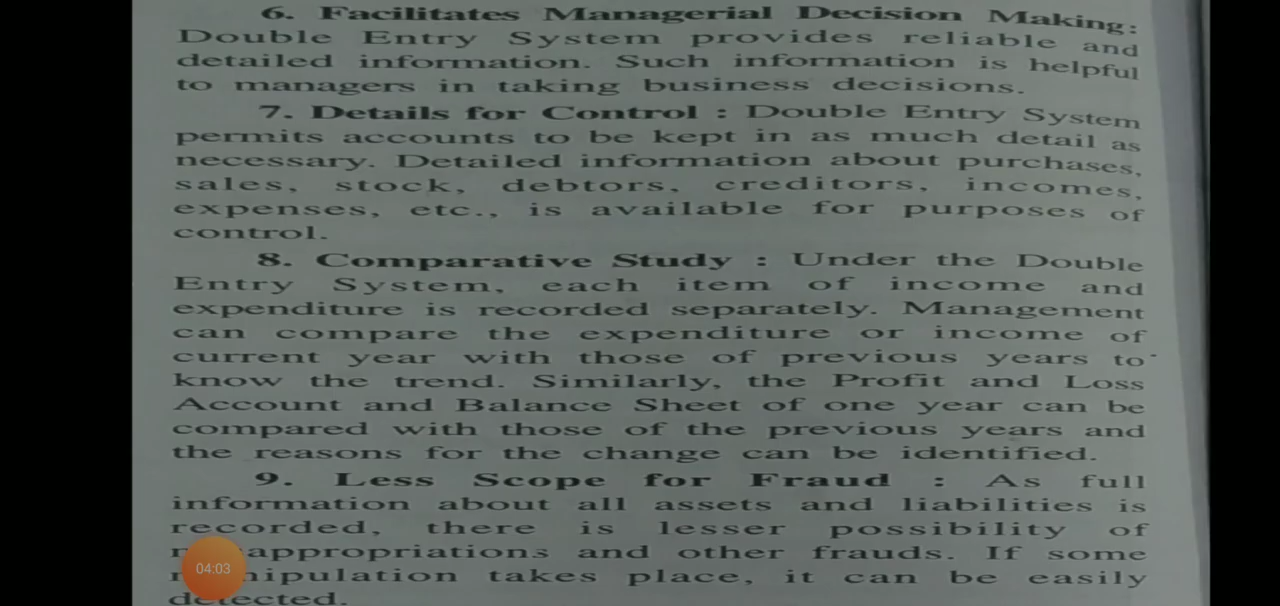 6. Facilitates Managerial Decision Making:
Double Entry System provides reliable and
detailed information. Such information is helpful
to managers in taking business decisions.
7. Details for Control : Double Entry System
permits accounts to be kept in as much detail as
necessary. Detailed information about purchases,
sales, stock, debtors, creditors, incomes,
expenses, etc., is available for purposes of
control.
8. Comparative Study : Under the Double
Entry System, each item of income and
expenditure is recorded separately. Management
can compare the expenditure or income of
current year with those of previous years to
know the trend. Similarly, the Profit and Loss
Account and Balance Sheet of one year can be
compared with those of the previous years and
the reasons for the change can be identified.
9. Less Scope for Fraud : As full
information about all assets and liabilities is
recorded, there is lesser possibility of
and other frauds. If some
takes place, it can be easily
detected.
04:03